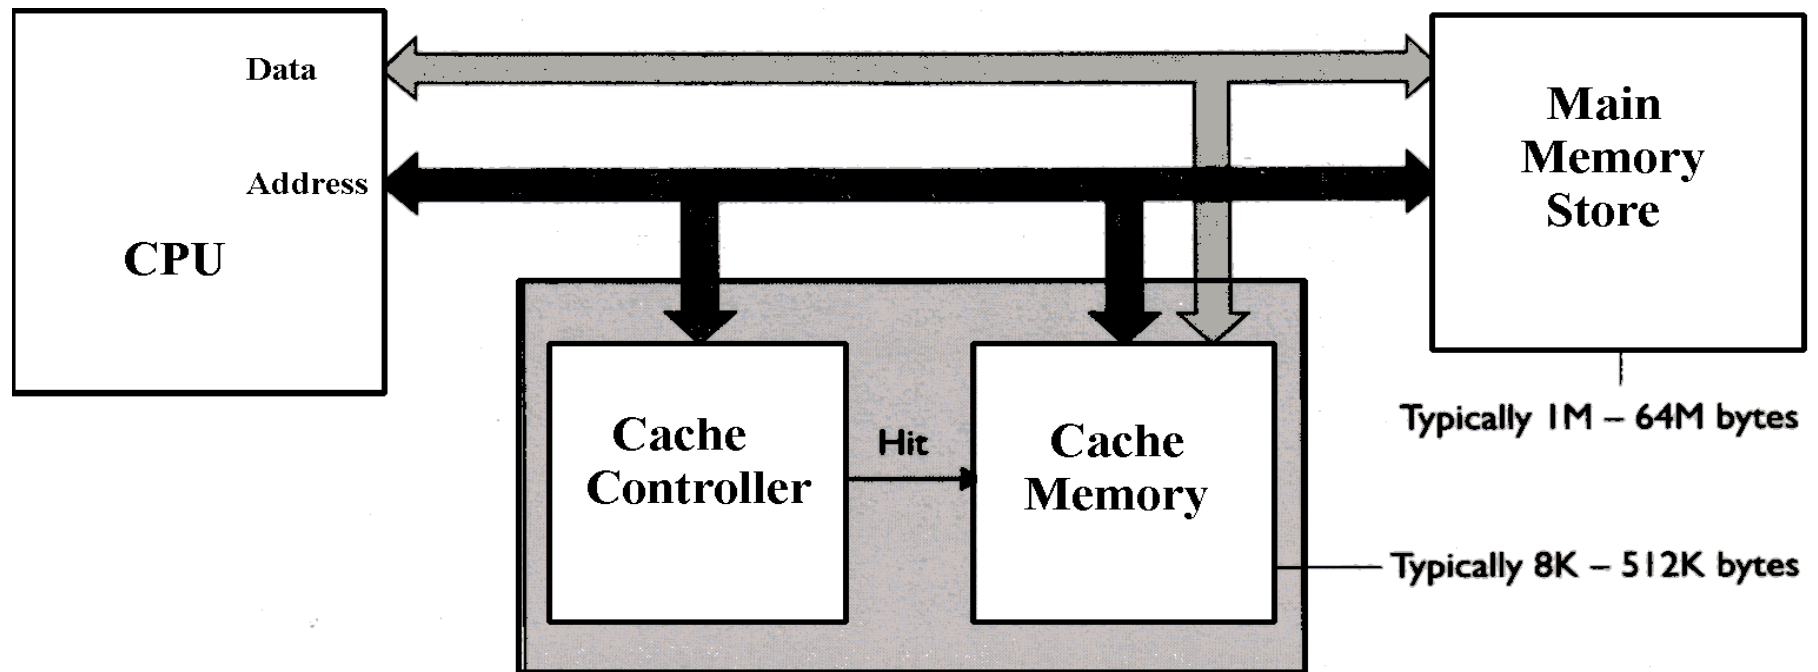 Data
Address
CPU
Main
Memory
Store
Typically 1M – 64M bytes
Cache
Controller
Hit
Cache
Memory
Typically 8K – 512K bytes